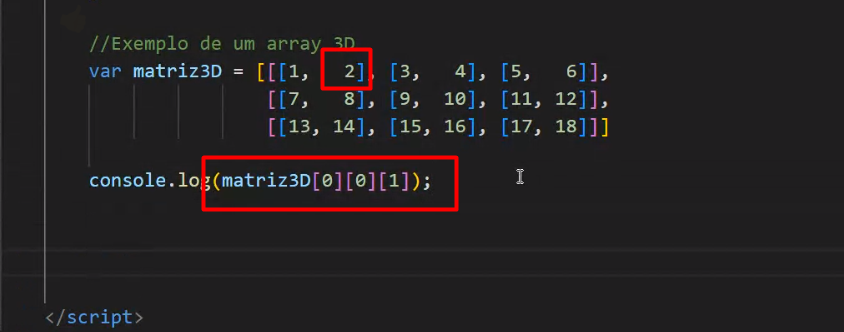 //Exemplo de um array 3D
var matriz3D = [[[1, 2], [3, 4], [5, 6]],
[[7, 8], [9, 10], [11, 12]],
[[13, 14], [15, 16], [17, 18]]]
console.log(matriz3D[0][0][1]);
</script>